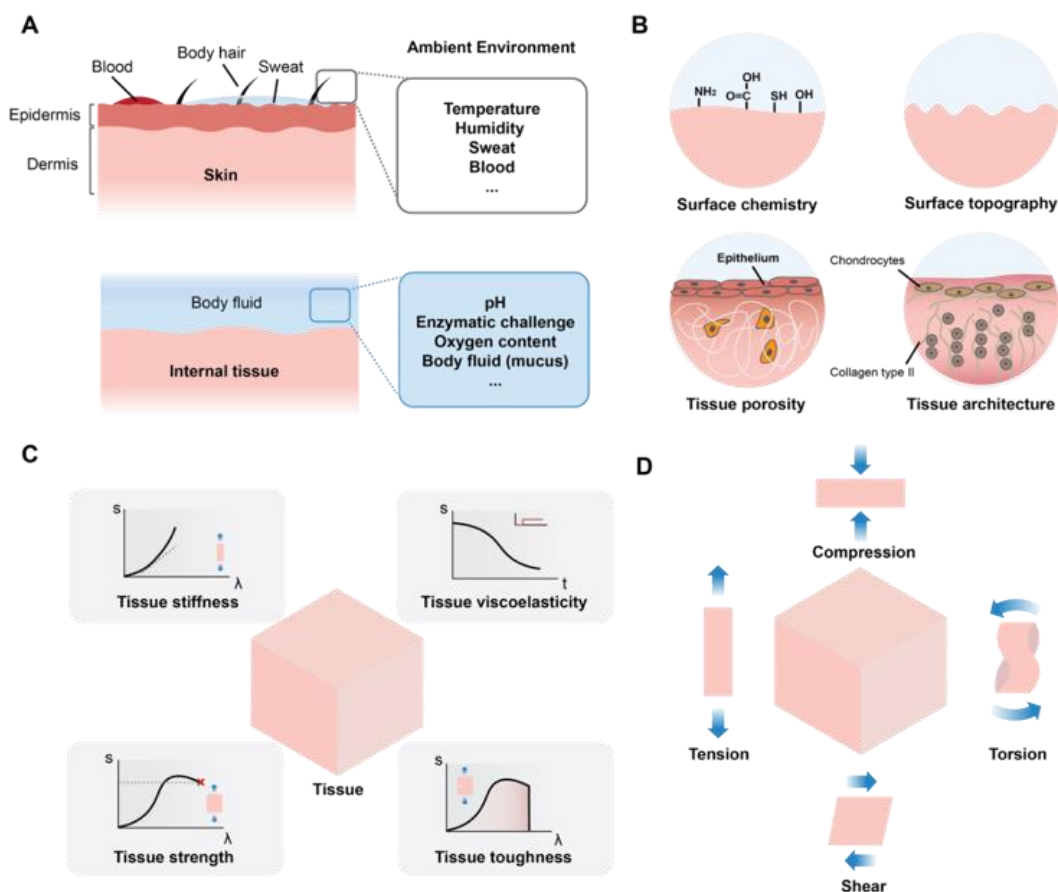 A
Body hair
Blood
Sweat
Epidermis
Dermis
Skin
Ambient Environment
Temperature
Humidity
Sweat
Blood
...
Body fluid
Internal tissue
pH
Enzymatic challenge
Oxygen content
Body fluid (mucus)
...
B
NH₂
OH
O=C
SH
OH
Surface chemistry
Surface topography
Epithelium
Tissue porosity
Chondrocytes
Collagen type II
Tissue architecture
C
S
λ
Tissue stiffness
S
t
Tissue viscoelasticity
S
λ
Tissue strength
S
λ
Tissue toughness
Tissue
D
Compression
Tension
Torsion
Shear